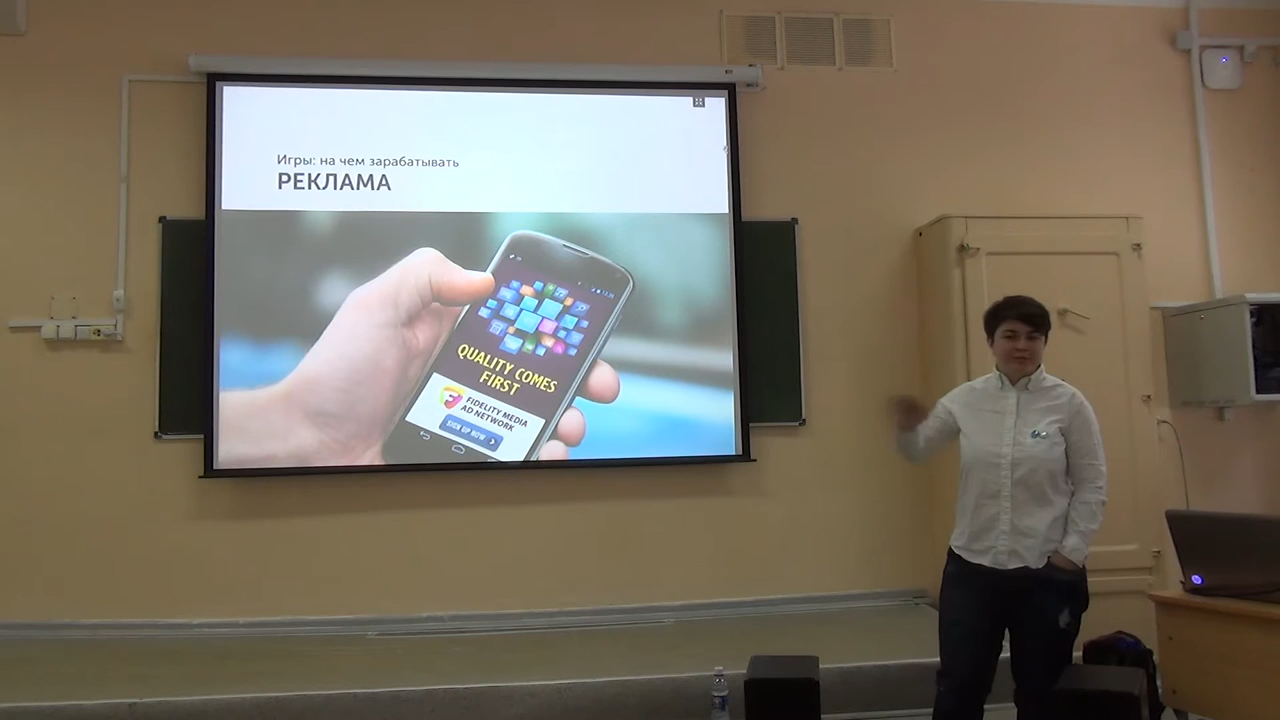 Игры: на чем зарабатывать
РЕКЛАМА
QUALITY COMES
FIRST
FIDELITY MEDIA
AD NETWORK
SIGN UP NOW